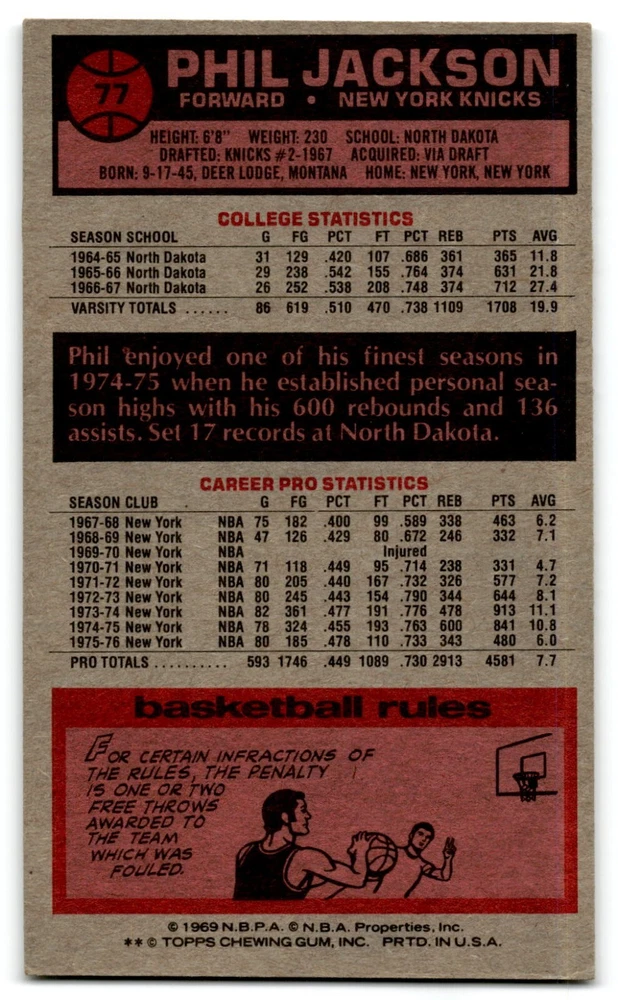 77
PHIL JACKSON
FORWARD • NEW YORK KNICKS
HEIGHT: 6'8" WEIGHT: 230 SCHOOL: NORTH DAKOTA
DRAFTED: KNICKS #2-1967 ACQUIRED: VIA DRAFT
BORN: 9-17-45, DEER LODGE, MONTANA HOME: NEW YORK, NEW YORK
COLLEGE STATISTICS
SEASON SCHOOL G FG PCT FT PCT REB PTS AVG
1964-65 North Dakota 31 129 .420 107 .686 361 365 11.8
1965-66 North Dakota 29 238 .542 155 .764 374 631 21.8
1966-67 North Dakota 26 252 .538 208 .748 374 712 27.4
VARSITY TOTALS ...... 86 619 .510 470 .738 1109 1708 19.9
Phil enjoyed one of his finest seasons in
1974-75 when he established personal sea-
son highs with his 600 rebounds and 136
assists. Set 17 records at North Dakota.
CAREER PRO STATISTICS
SEASON CLUB G FG PCT FT PCT REB PTS AVG
1967-68 New York NBA 75 182 .400 99 .589 338 463 6.2
1968-69 New York NBA 47 126 .429 80 .672 246 332 7.1
1969-70 New York NBA Injured
1970-71 New York NBA 71 118 .449 95 .714 238 331 4.7
1971-72 New York NBA 80 205 .440 167 .732 326 577 7.2
1972-73 New York NBA 80 245 .443 154 .790 344 644 8.1
1973-74 New York NBA 82 361 .477 191 .776 478 913 11.1
1974-75 New York NBA 78 324 .455 193 .763 600 841 10.8
1975-76 New York NBA 80 185 .478 110 .733 343 480 6.0
PRO TOTALS .......... 593 1746 .449 1089 .730 2913 4581 7.7
basketball rules
FOR CERTAIN INFRACTIONS OF
THE RULES, THE PENALTY
IS ONE OR TWO
FREE THROWS
AWARDED TO
THE TEAM
WHICH WAS
FOULED.
© 1969 N.B.P.A. © N.B.A. Properties, Inc.
** © TOPPS CHEWING GUM, INC. PRTD. IN U.S.A.